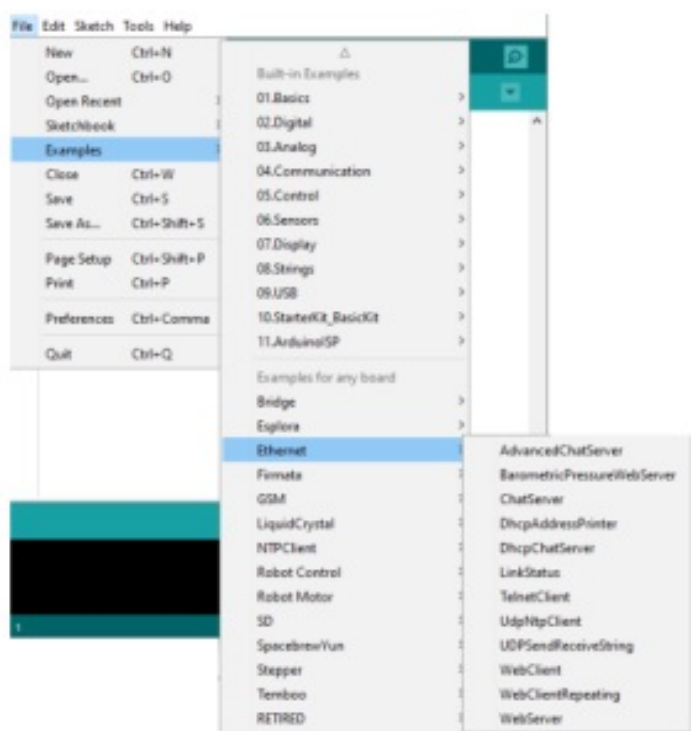 File Edit Sketch Tools Help
New Ctrl+N
Open... Ctrl+O
Open Recent
Sketchbook
Examples
Close Ctrl+W
Save Ctrl+S
Save As... Ctrl+Shift+S
Page Setup Ctrl+Shift+P
Print Ctrl+P
Preferences Ctrl+Comma
Quit Ctrl+Q
Built-in Examples
01.Basics
02.Digital
03.Analog
04.Communication
05.Control
06.Sensors
07.Display
08.Strings
09.USB
10.StarterKit_BasicKit
11.ArduinoISP
Examples for any board
Bridge
Esplora
Ethernet
Firmata
GSM
LiquidCrystal
NTPClient
Robot Control
Robot Motor
SD
SpacebrewYun
Stepper
Temboo
RETIRED
AdvancedChatServer
BarometricPressureWebServer
ChatServer
DhcpAddressPrinter
DhcpChatServer
LinkStatus
TelnetClient
UdpNtpClient
UDPSendReceiveString
WebClient
WebClientRepeating
WebServer
1